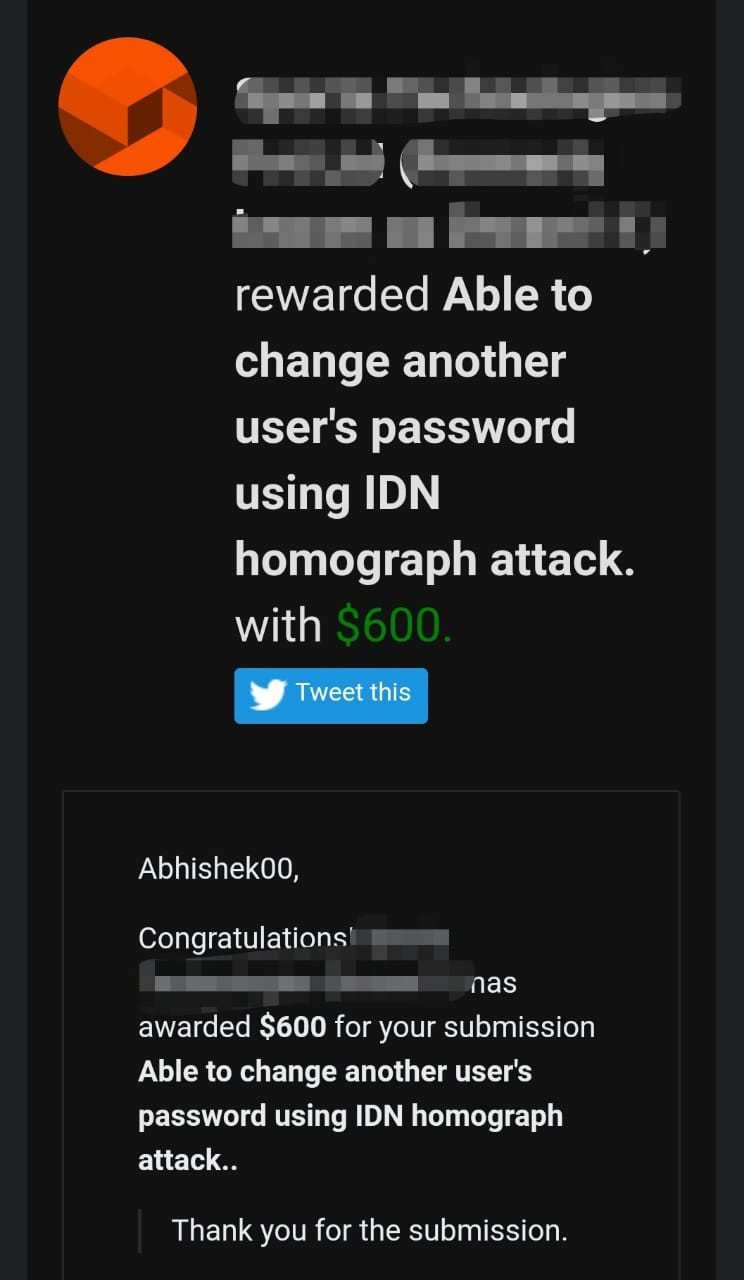 rewarded Able to
change another
user's password
using IDN
homograph attack.
with $600.
Tweet this
Abhishek00,
Congratulations!
has
awarded $600 for your submission
Able to change another user's
password using IDN homograph
attack..
Thank you for the submission.